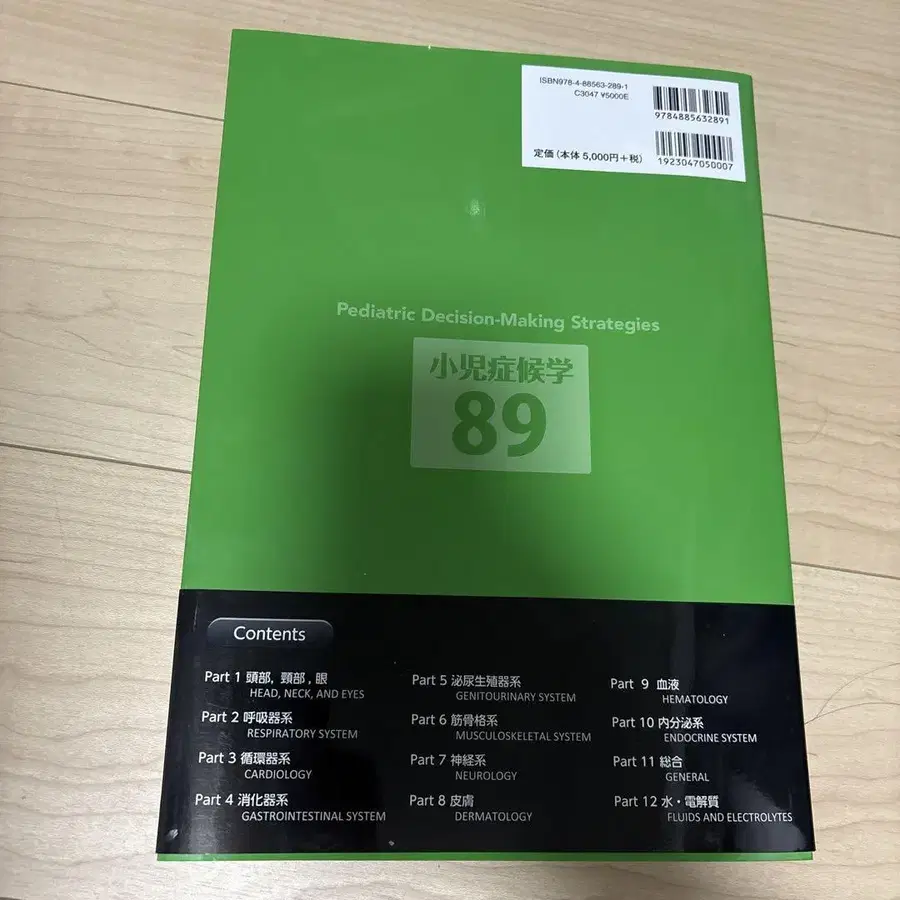 ISBN978-4-88563-289-1
C3047 ¥5000E
9784885632891
定価(本体 5,000円+税)
1923047050007
Pediatric Decision-Making Strategies
小児症候学
89
Contents
Part 1 頭部, 頸部, 眼
HEAD, NECK, AND EYES
Part 2 呼吸器系
RESPIRATORY SYSTEM
Part 3 循環器系
CARDIOLOGY
Part 4 消化器系
GASTROINTESTINAL SYSTEM
Part 5 泌尿生殖器系
GENITOURINARY SYSTEM
Part 6 筋骨格系
MUSCULOSKELETAL SYSTEM
Part 7 神経系
NEUROLOGY
Part 8 皮膚
DERMATOLOGY
Part 9 血液
HEMATOLOGY
Part 10 内分泌系
ENDOCRINE SYSTEM
Part 11 総合
GENERAL
Part 12 水・電解質
FLUIDS AND ELECTROLYTES